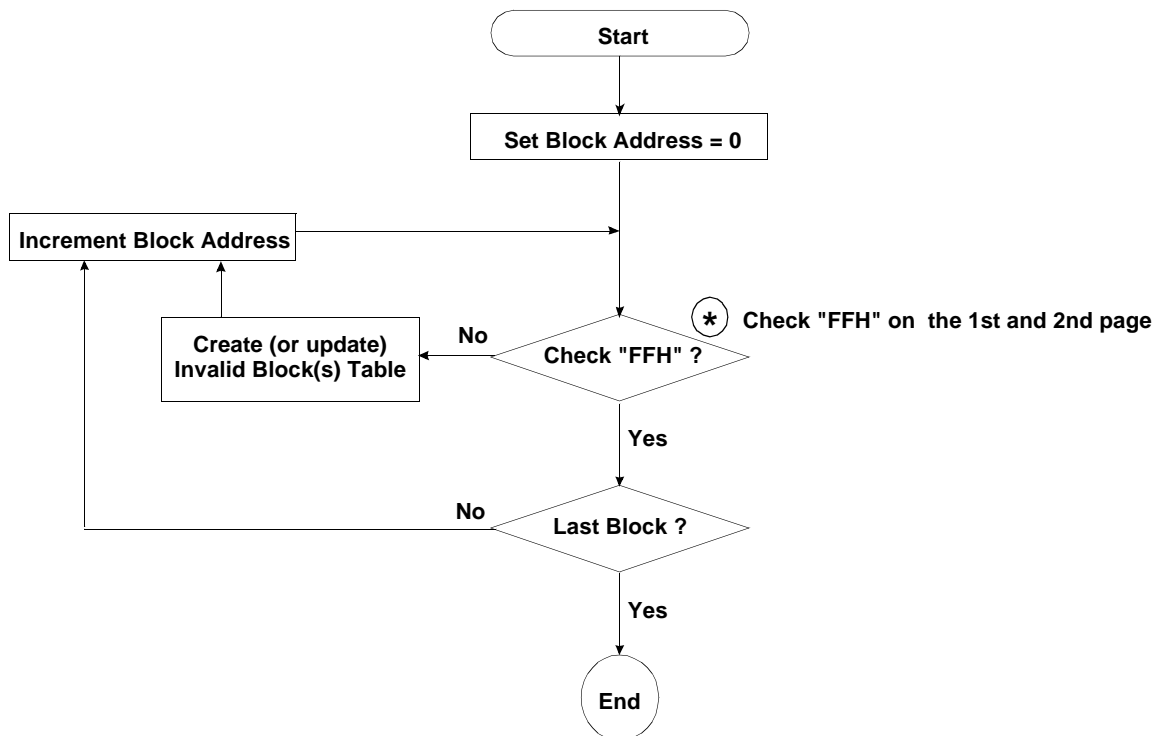 Start
Set Block Address = 0
Increment Block Address
* Check "FFH" on the 1st and 2nd page
No
Create (or update)
Invalid Block(s) Table
Check "FFH" ?
Yes
No
Last Block ?
Yes
End